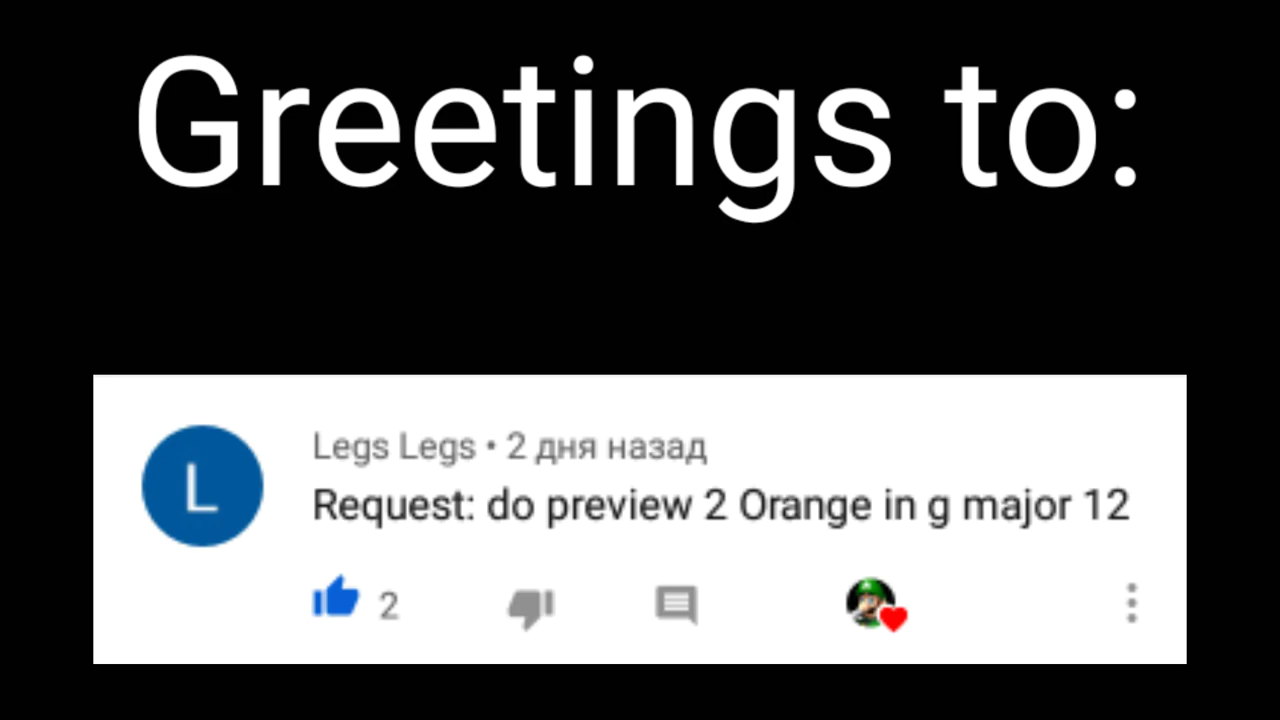 Greetings to:
L
Legs Legs • 2 дня назад
Request: do preview 2 Orange in g major 12
2